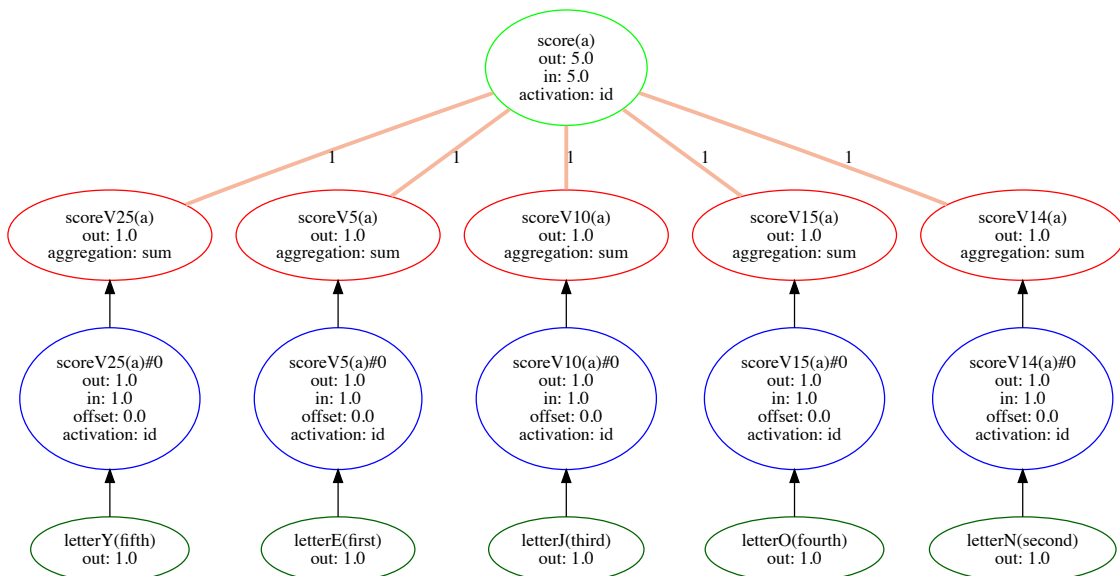 score(a)
out: 5.0
in: 5.0
activation: id
1
1
1
1
1
scoreV25(a)
out: 1.0
aggregation: sum
scoreV5(a)
out: 1.0
aggregation: sum
scoreV10(a)
out: 1.0
aggregation: sum
scoreV15(a)
out: 1.0
aggregation: sum
scoreV14(a)
out: 1.0
aggregation: sum
scoreV25(a)#0
out: 1.0
in: 1.0
offset: 0.0
activation: id
scoreV5(a)#0
out: 1.0
in: 1.0
offset: 0.0
activation: id
scoreV10(a)#0
out: 1.0
in: 1.0
offset: 0.0
activation: id
scoreV15(a)#0
out: 1.0
in: 1.0
offset: 0.0
activation: id
scoreV14(a)#0
out: 1.0
in: 1.0
offset: 0.0
activation: id
letterY(fifth)
out: 1.0
letterE(first)
out: 1.0
letterJ(third)
out: 1.0
letterO(fourth)
out: 1.0
letterN(second)
out: 1.0